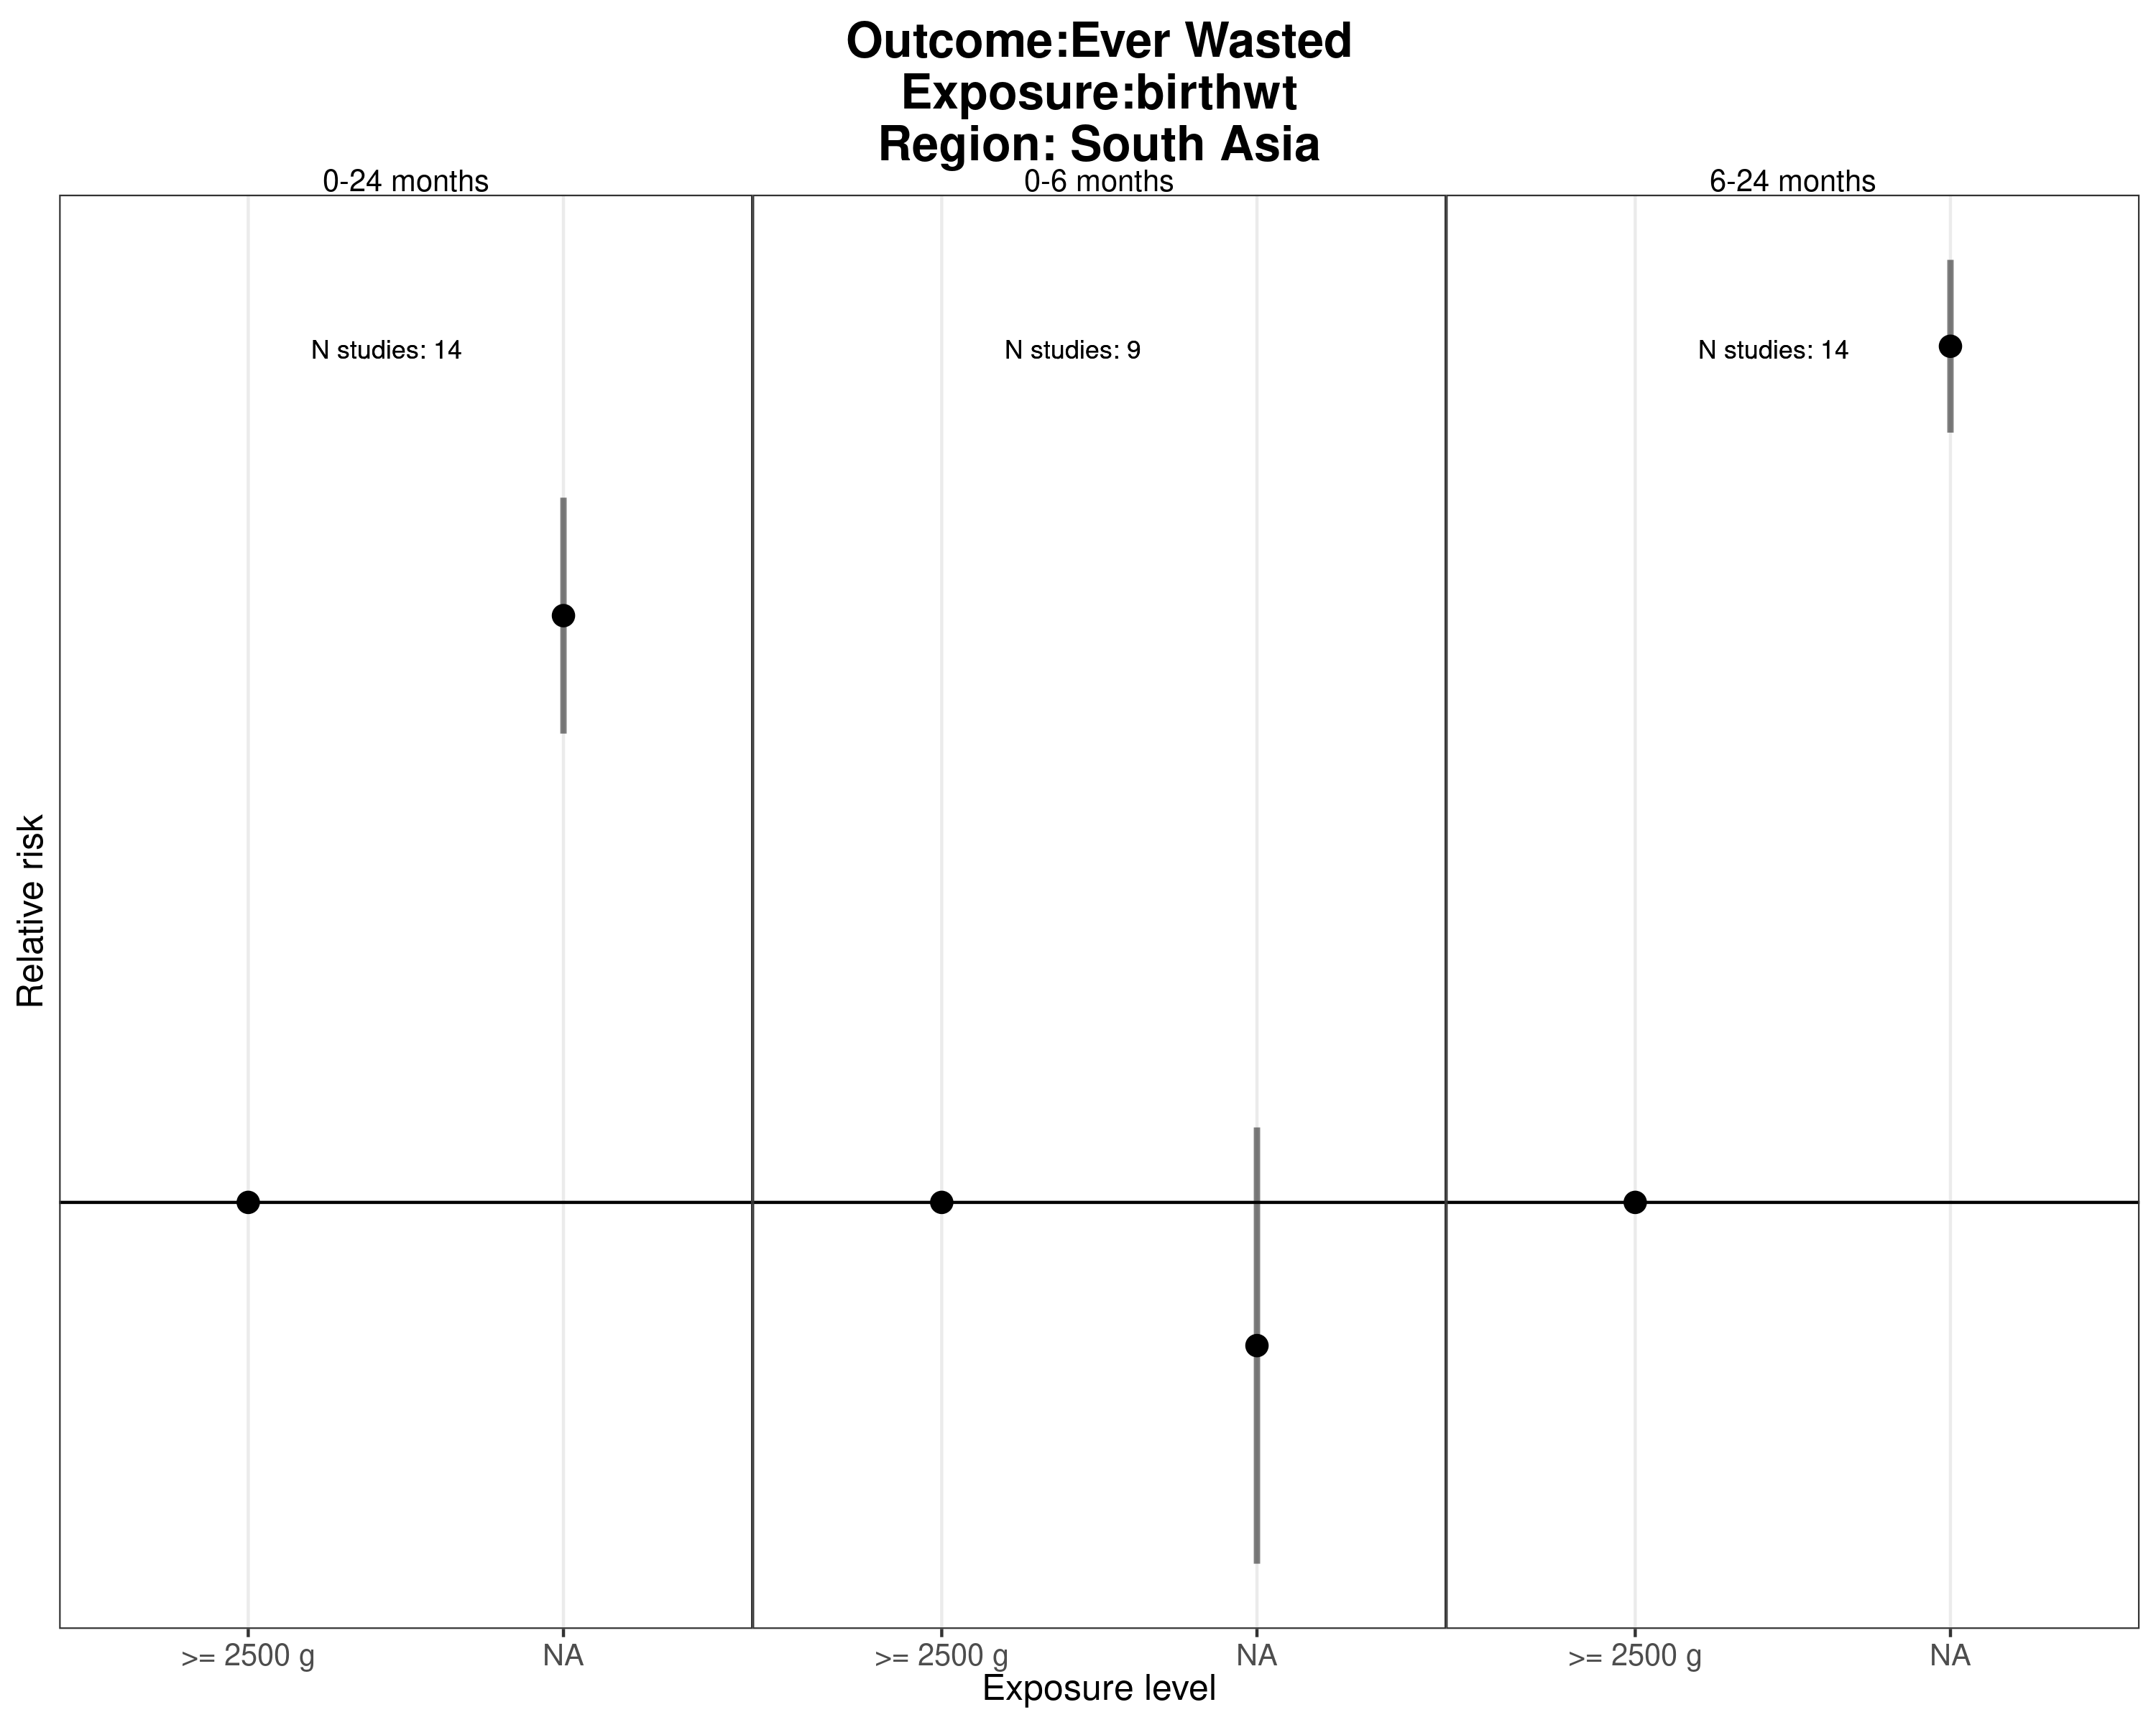 Outcome:Ever Wasted
Exposure:birthwt
Region: South Asia
0-24 months
0-6 months
6-24 months
N studies: 14
N studies: 9
N studies: 14
Relative risk
>= 2500 g
NA
>= 2500 g
NA
>= 2500 g
NA
Exposure level